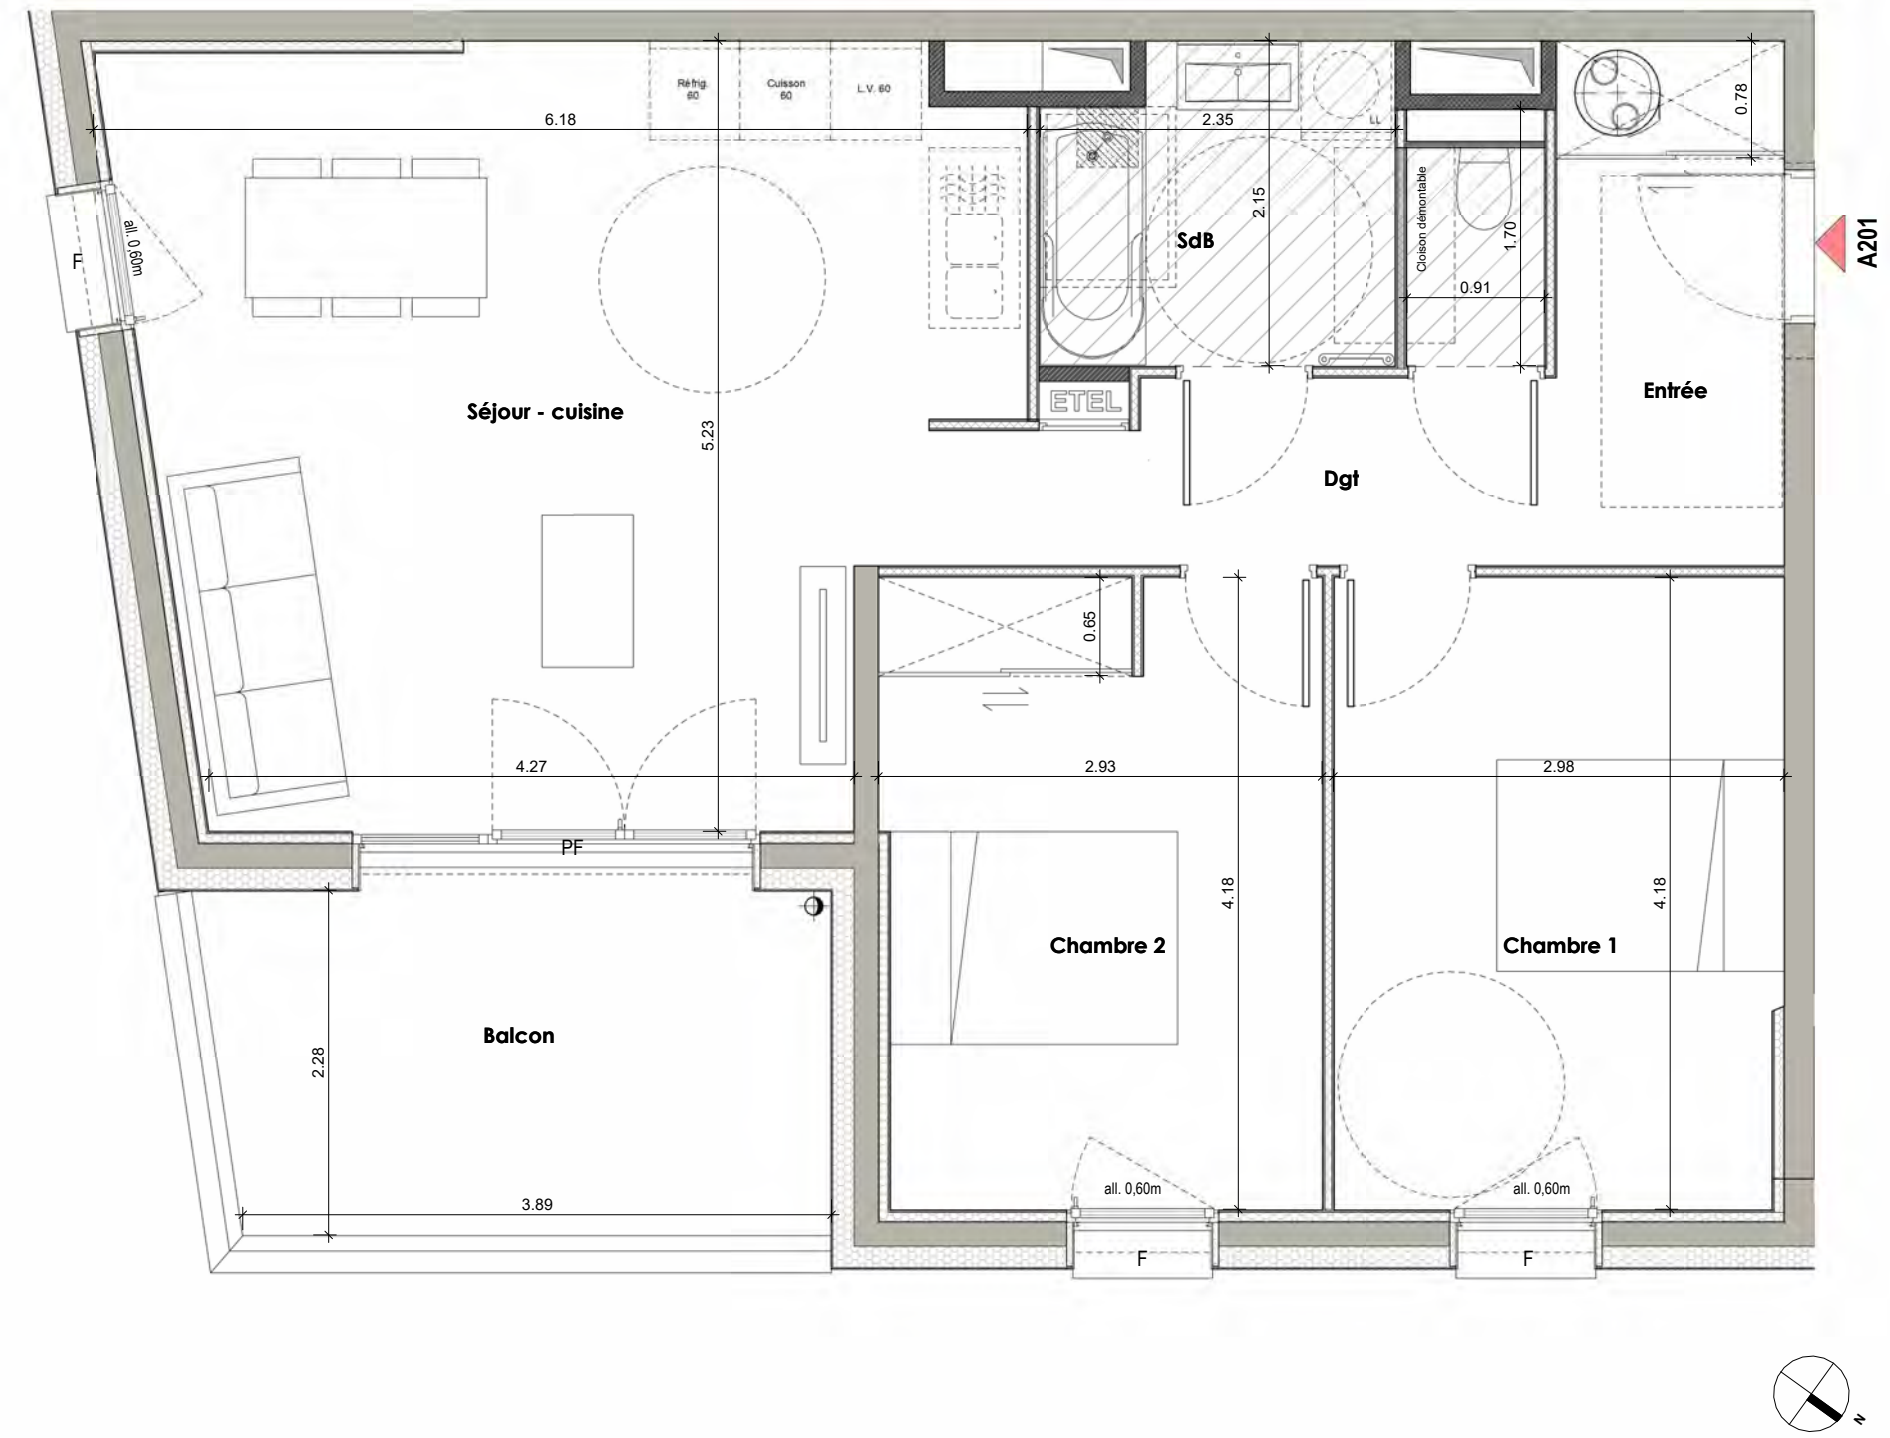 Réfrig.
60
Cuisson
60
L.V. 60
6.18
2.35
LL
0.78
all. 0,60m
F
2.15
SdB
Cloison démontable
1.70
0.91
A201
Entrée
ETEL
Séjour - cuisine
5.23
Dgt
0.65
4.27
2.93
2.98
PF
4.18
4.18
Chambre 2
Chambre 1
Balcon
2.28
3.89
all. 0,60m
all. 0,60m
F
F
N